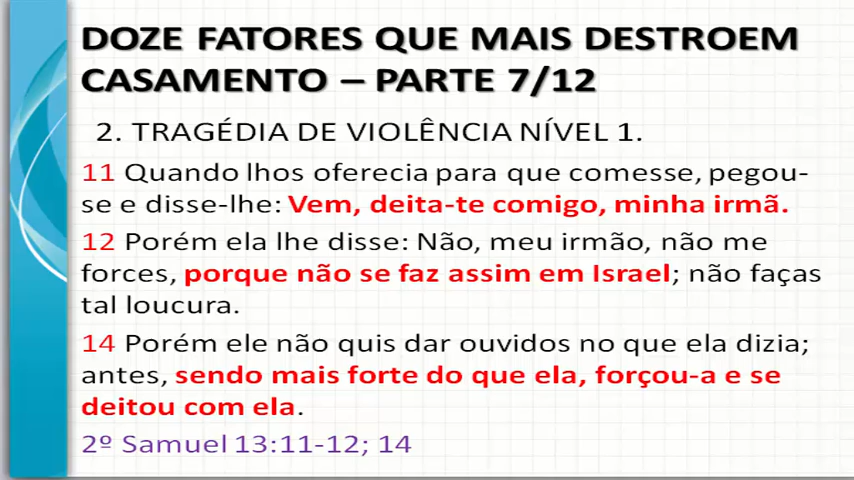 DOZE FATORES QUE MAIS DESTROEM
CASAMENTO – PARTE 7/12
2. TRAGÉDIA DE VIOLÊNCIA NÍVEL 1.
11 Quando lhos oferecia para que comesse, pegou-
se e disse-lhe: Vem, deita-te comigo, minha irmã.
12 Porém ela lhe disse: Não, meu irmão, não me
forces, porque não se faz assim em Israel; não faças
tal loucura.
14 Porém ele não quis dar ouvidos no que ela dizia;
antes, sendo mais forte do que ela, forçou-a e se
deitou com ela.
2º Samuel 13:11-12; 14